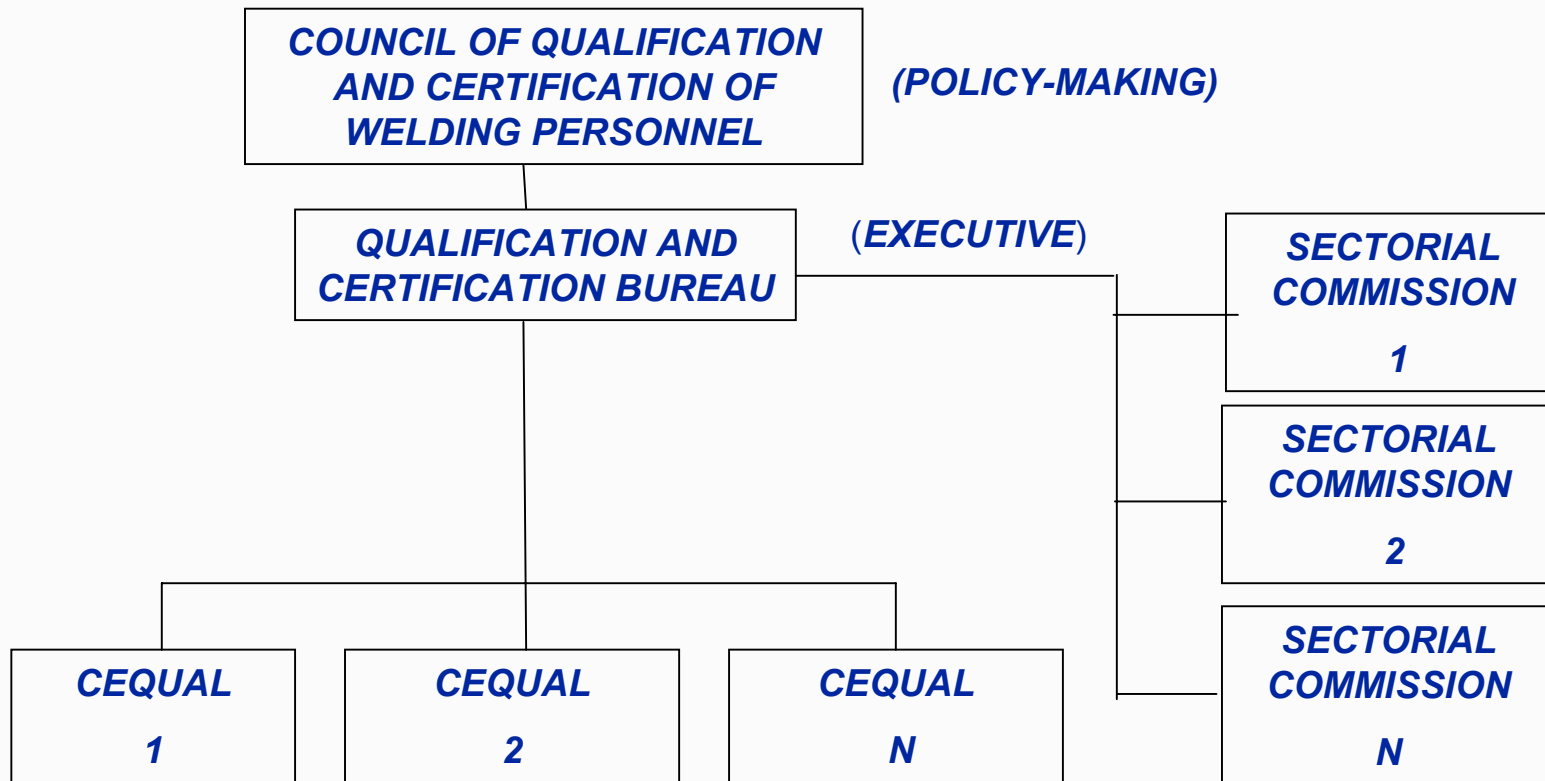 COUNCIL OF QUALIFICATION
AND CERTIFICATION OF
WELDING PERSONNEL
(POLICY-MAKING)
QUALIFICATION AND
CERTIFICATION BUREAU
(EXECUTIVE)
SECTORIAL
COMMISSION
1
SECTORIAL
COMMISSION
2
SECTORIAL
COMMISSION
N
CEQUAL
1
CEQUAL
2
CEQUAL
N